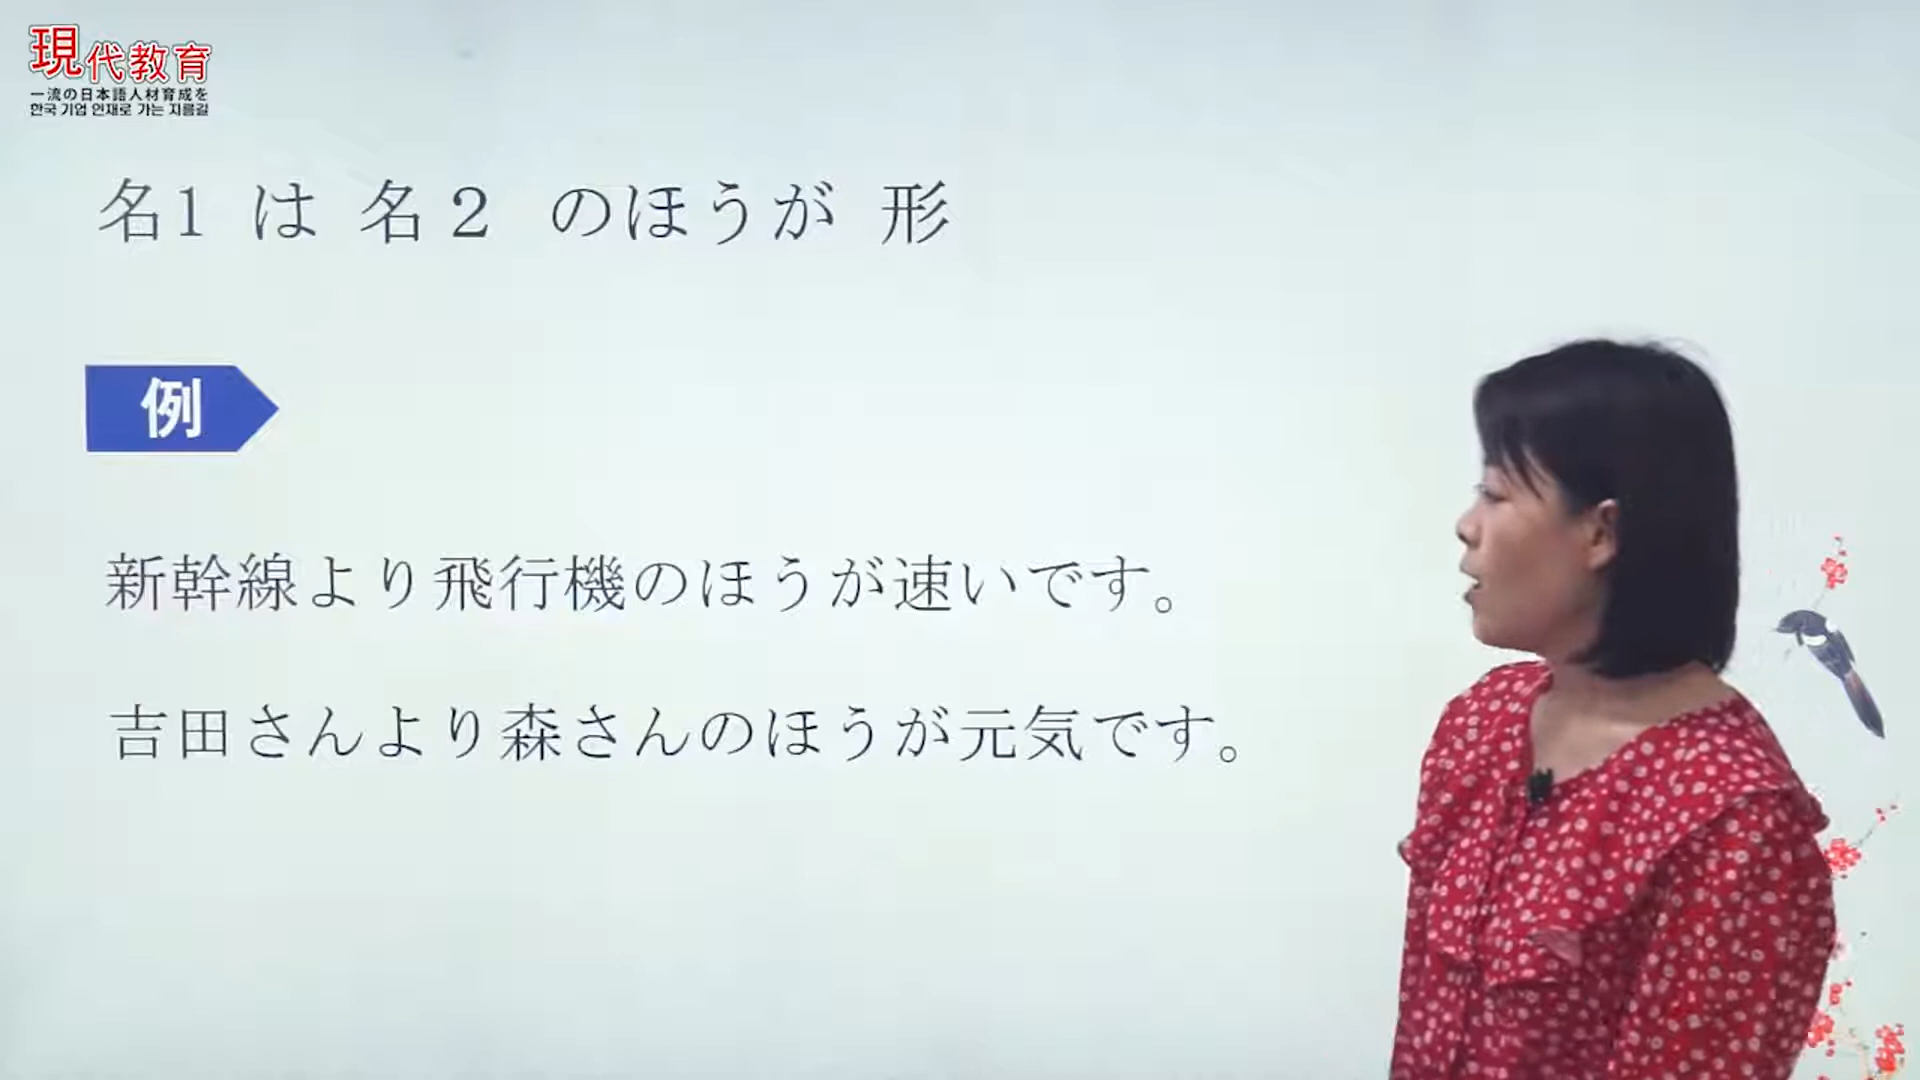 現代教育
一流の日本語人材育成を
한국 기업 인재로 가는 지름길
名1 は 名2 のほうが 形
例
新幹線より飛行機のほうが速いです。
吉田さんより森さんのほうが元気です。